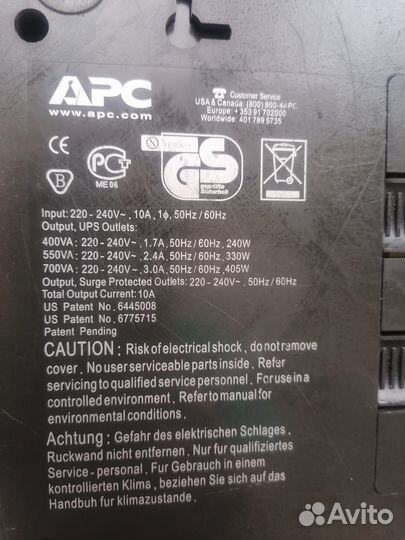 APC
www.apc.com
Customer Service
USA & Canada: (800) 800-4APC
Europe: +353 91 702000
Worldwide: 401 789 5735
CE
N Nemko
GS
geprüfte
Sicherheit
B
PCT
ME 06
Input: 220 - 240V~, 10A, 1ϕ, 50Hz / 60Hz
Output, UPS Outlets:
400VA: 220 - 240V~, 1.7A, 50Hz / 60Hz, 240W
550VA: 220 - 240V~, 2.4A, 50Hz / 60Hz, 330W
700VA: 220 - 240V~, 3.0A, 50Hz / 60Hz, 405W
Output, Surge Protected Outlets: 220 - 240V~, 50Hz / 60Hz
Total Output Current: 10A
US Patent No. 6445008
US Patent No. 6775715
Patent Pending
CAUTION : Risk of electrical shock, do not remove
cover. No user serviceable parts inside. Refer
servicing to qualified service personnel. For use in a
controlled environment. Refer to manual for
environmental conditions.
Achtung : Gefahr des elektrischen Schlages.
Ruckwand nicht entfernen. Nur fur qualifiziertes
Service - personal. Fur Gebrauch in einem
kontrollierten Klima, beziehen Sie sich auf das
Handbuh fur klimazustande.
Avito